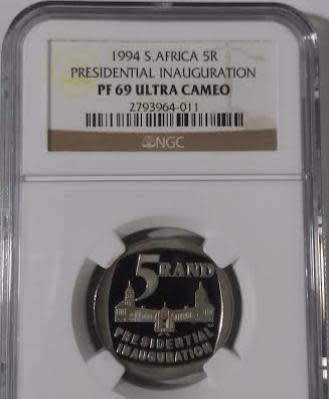 1994 S.AFRICA 5R
PRESIDENTIAL INAUGURATION
PF 69 ULTRA CAMEO
2793964-011
NGC
5 RAND
PRESIDENTIAL
INAUGURATION